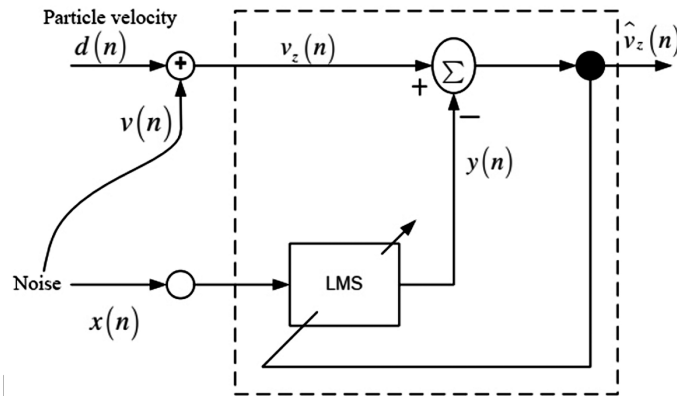 Particle velocity
d(n)
+
v_z(n)
Σ
v̂_z(n)
+
−
v(n)
y(n)
LMS
Noise
x(n)